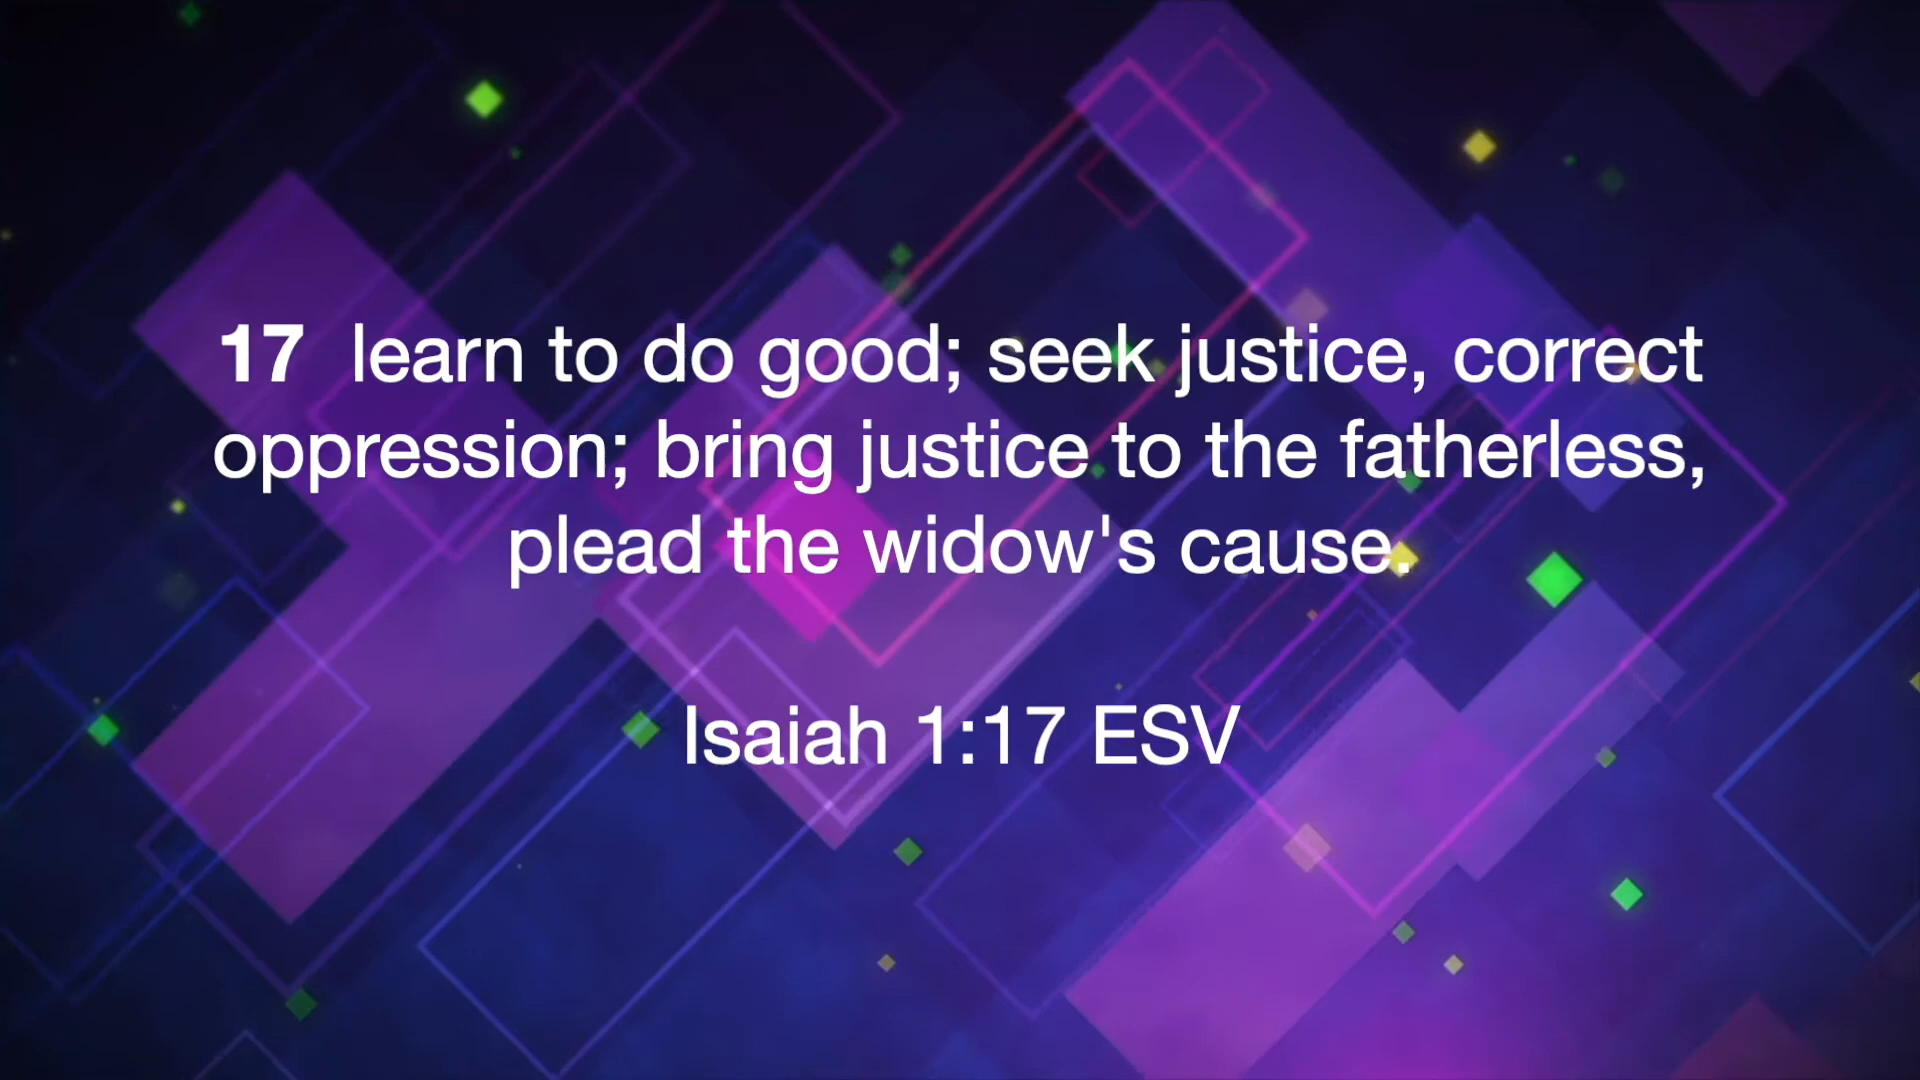 17 learn to do good; seek justice, correct
oppression; bring justice to the fatherless,
plead the widow's cause.
Isaiah 1:17 ESV